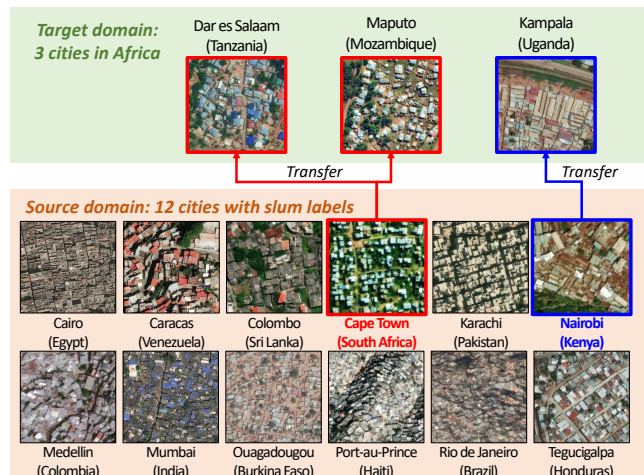 Target domain:
3 cities in Africa
Dar es Salaam
(Tanzania)
Maputo
(Mozambique)
Kampala
(Uganda)
Transfer
Transfer
Source domain: 12 cities with slum labels
Cairo
(Egypt)
Caracas
(Venezuela)
Colombo
(Sri Lanka)
Cape Town
(South Africa)
Karachi
(Pakistan)
Nairobi
(Kenya)
Medellin
(Colombia)
Mumbai
(India)
Ouagadougou
(Burkina Faso)
Port-au-Prince
(Haiti)
Rio de Janeiro
(Brazil)
Tegucigalpa
(Honduras)